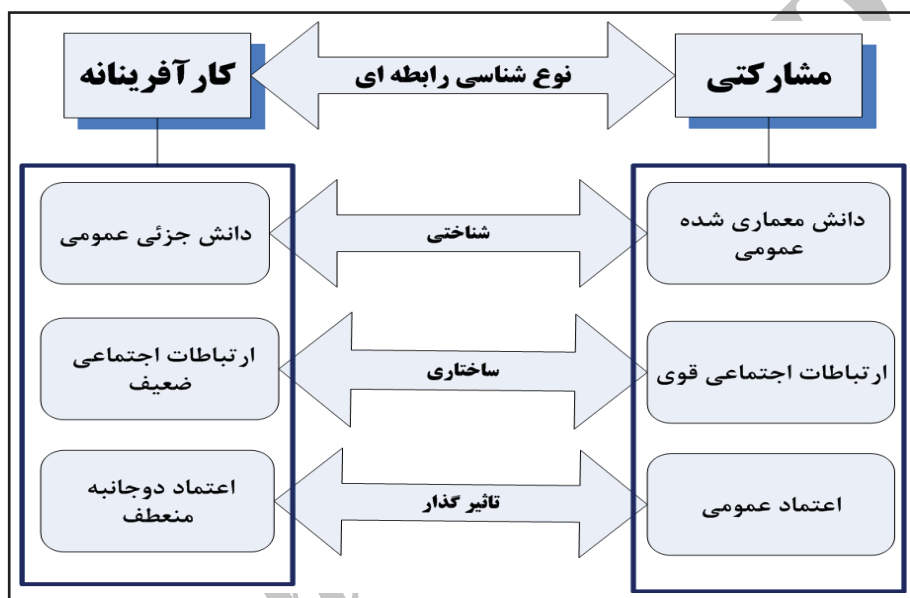 مشارکتی
نوع شناسی رابطه ای
کارآفرینانه
دانش معماری شده
عمومی
شناختی
دانش جزئی عمومی
ارتباطات اجتماعی قوی
ساختاری
ارتباطات اجتماعی
ضعیف
اعتماد عمومی
تاثیر گذار
اعتماد دوجانبه
منعطف